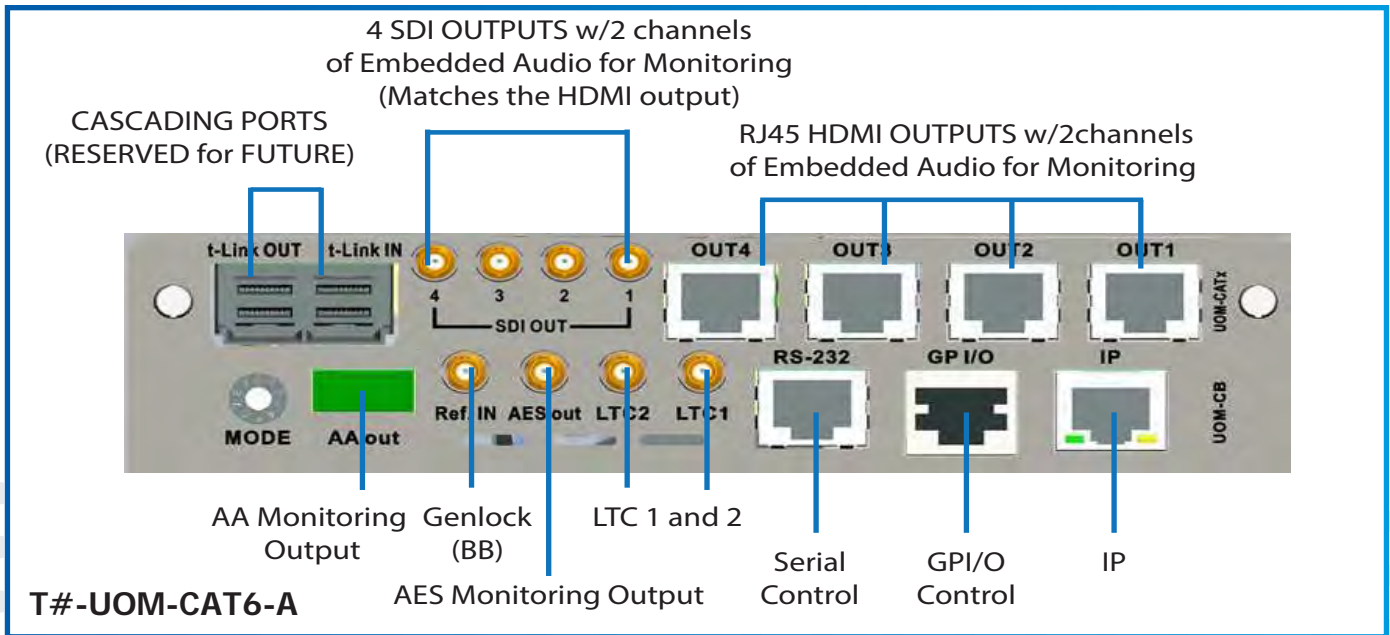 4 SDI OUTPUTS w/2 channels
of Embedded Audio for Monitoring
(Matches the HDMI output)
CASCADING PORTS
(RESERVED for FUTURE)
RJ45 HDMI OUTPUTS w/2channels
of Embedded Audio for Monitoring
t-Link OUT
t-Link IN
OUT4
OUT3
OUT2
OUT1
4
3
2
1
SDI OUT
UOM-CATx
RS-232
GP I/O
IP
MODE
AA out
Ref. IN
AES out
LTC2
LTC1
UOM-CB
AA Monitoring
Output
Genlock
(BB)
LTC 1 and 2
AES Monitoring Output
Serial
Control
GPI/O
Control
IP
T#-UOM-CAT6-A